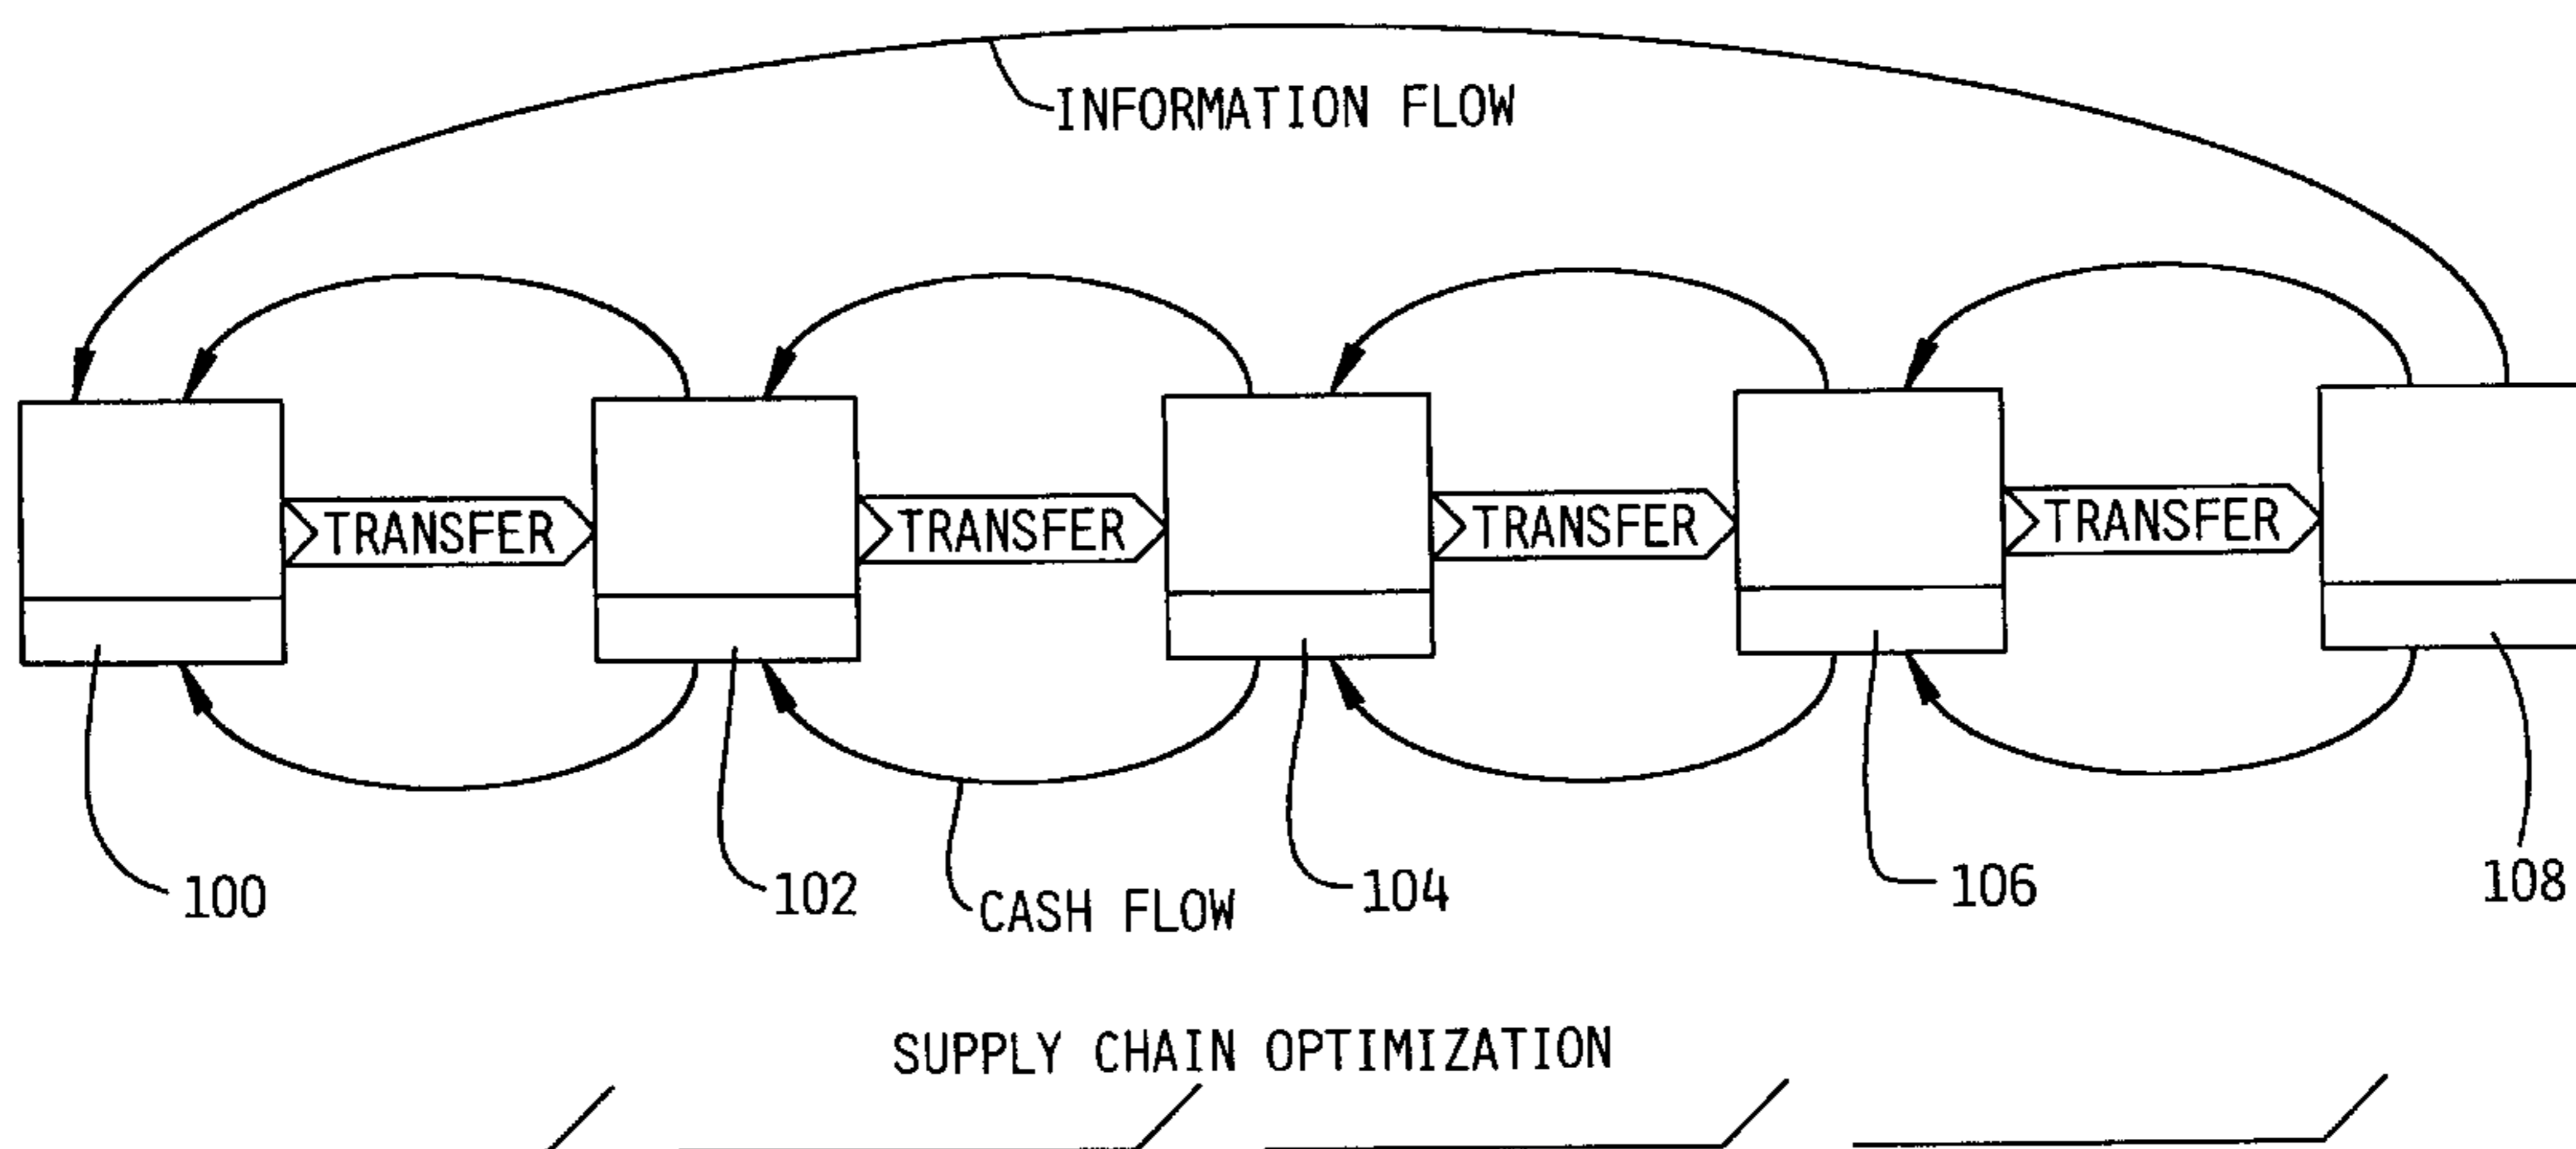 INFORMATION FLOW
TRANSFER
TRANSFER
TRANSFER
TRANSFER
100
102
CASH FLOW
104
106
108
SUPPLY CHAIN OPTIMIZATION